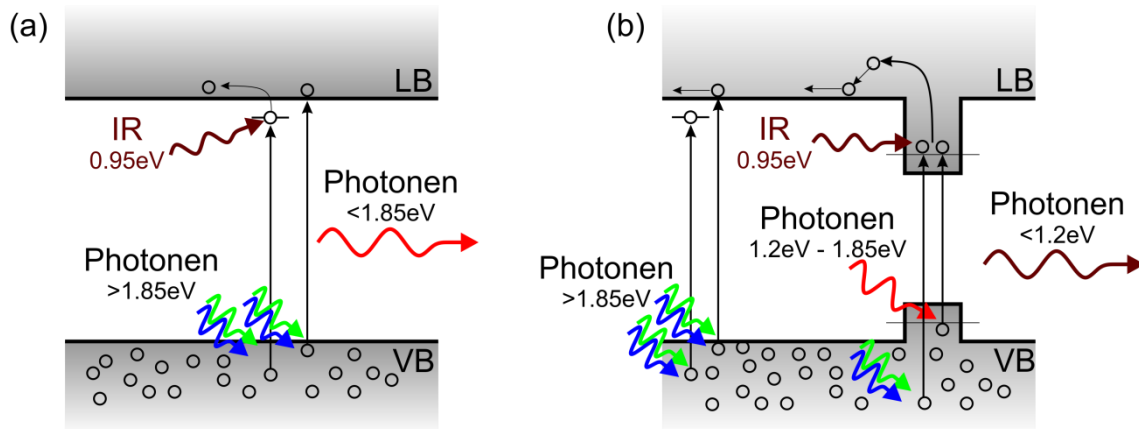 (a)
LB
IR
0.95eV
Photonen
<1.85eV
Photonen
>1.85eV
VB
(b)
LB
IR
0.95eV
Photonen
<1.2eV
Photonen
1.2eV - 1.85eV
Photonen
>1.85eV
VB